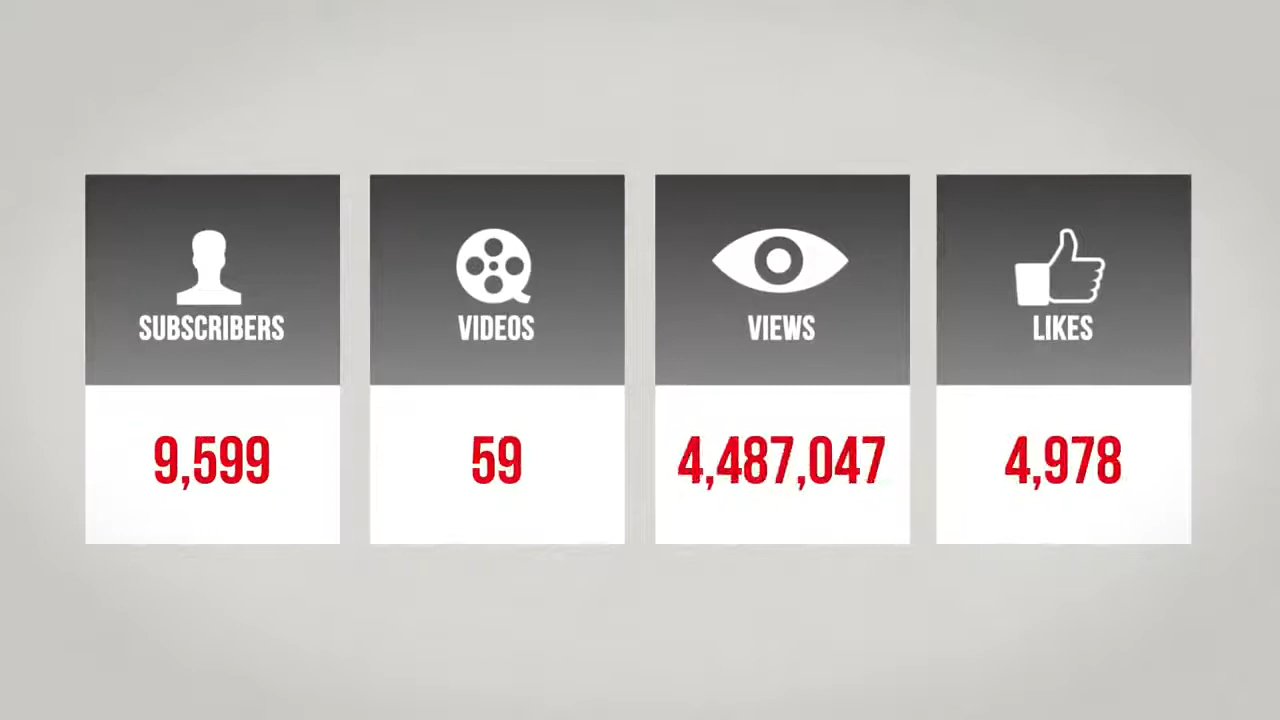 SUBSCRIBERS
VIDEOS
VIEWS
LIKES
9,599
59
4,487,047
4,978